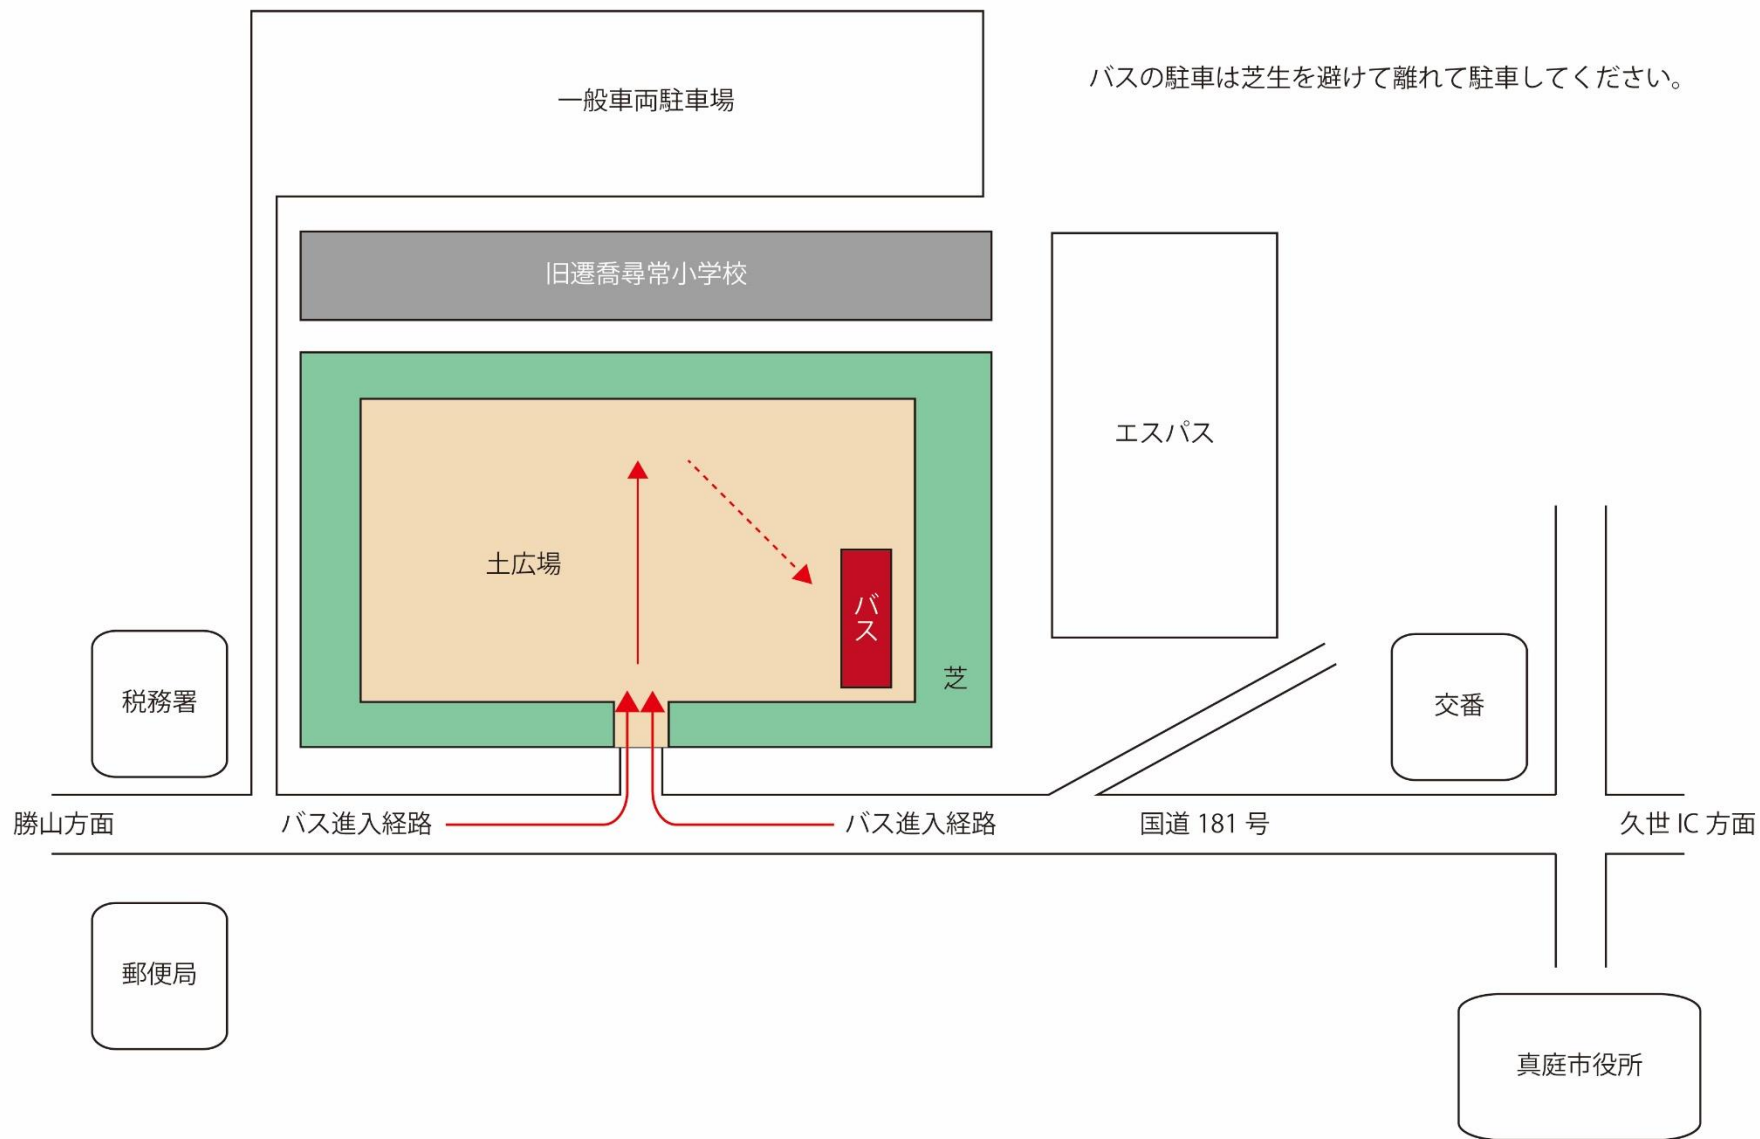 一般車両駐車場
バスの駐車は芝生を避けて離れて駐車してください。
旧遷喬尋常小学校
エスパス
土広場
バス
芝
税務署
交番
勝山方面
バス進入経路
バス進入経路
国道 181 号
久世 IC 方面
郵便局
真庭市役所